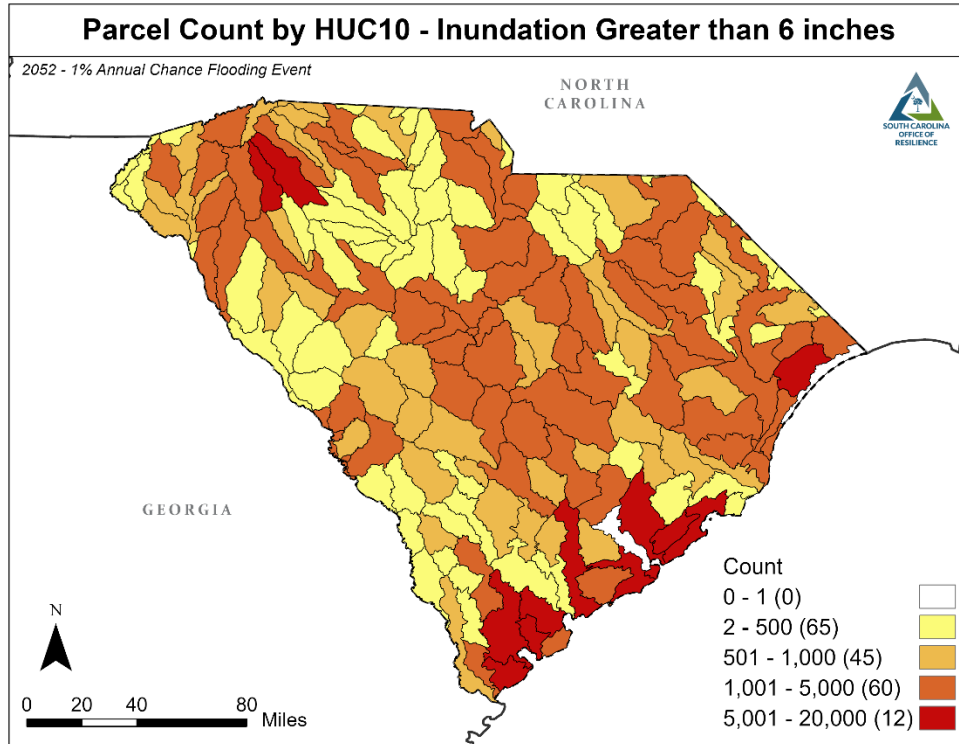 Parcel Count by HUC10 - Inundation Greater than 6 inches
2052 - 1% Annual Chance Flooding Event
NORTH
CAROLINA
SOUTH CAROLINA
OFFICE OF
RESILIENCE
GEORGIA
Count
0 - 1 (0)
2 - 500 (65)
501 - 1,000 (45)
1,001 - 5,000 (60)
5,001 - 20,000 (12)
N
0 20 40 80
Miles